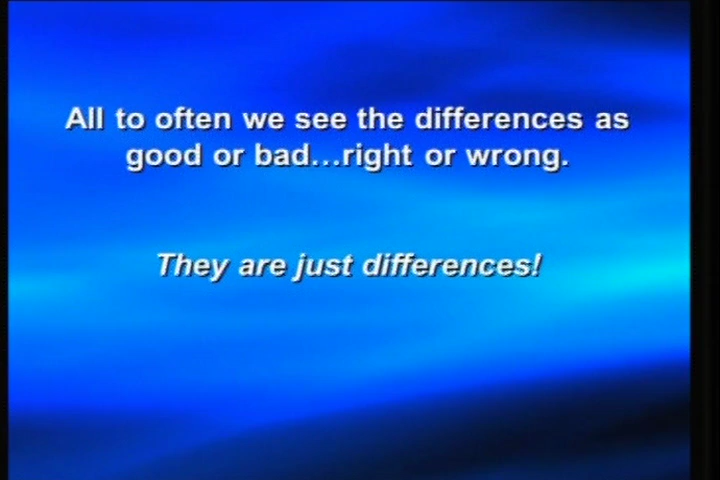 All to often we see the differences as
good or bad...right or wrong.
They are just differences!